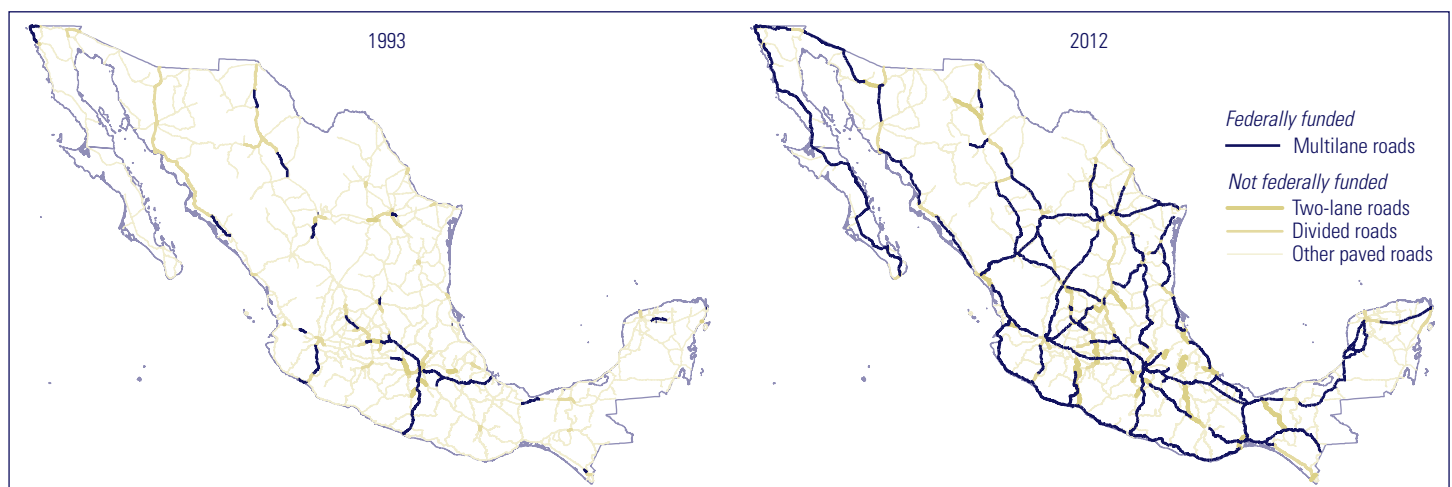 1993
2012
Federally funded
Multilane roads
Not federally funded
Two-lane roads
Divided roads
Other paved roads